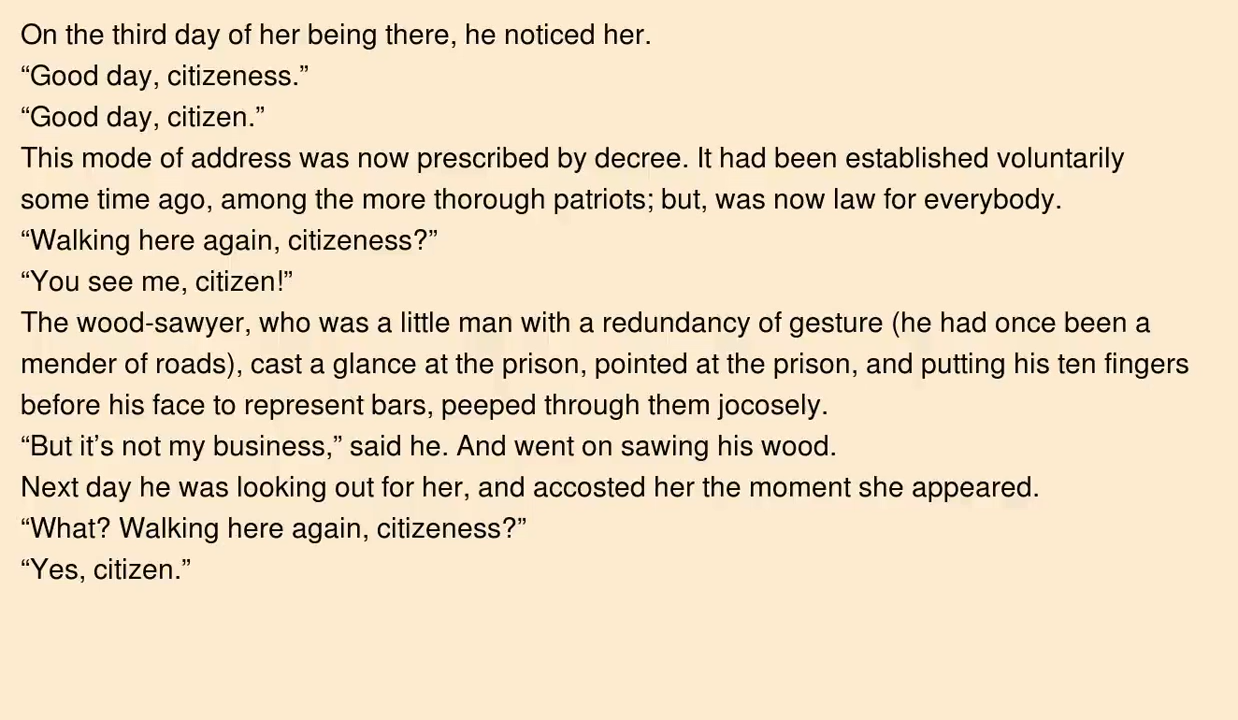 On the third day of her being there, he noticed her.
“Good day, citizeness.”
“Good day, citizen.”
This mode of address was now prescribed by decree. It had been established voluntarily
some time ago, among the more thorough patriots; but, was now law for everybody.
“Walking here again, citizeness?”
“You see me, citizen!”
The wood-sawyer, who was a little man with a redundancy of gesture (he had once been a
mender of roads), cast a glance at the prison, pointed at the prison, and putting his ten fingers
before his face to represent bars, peeped through them jocosely.
“But it’s not my business,” said he. And went on sawing his wood.
Next day he was looking out for her, and accosted her the moment she appeared.
“What? Walking here again, citizeness?”
“Yes, citizen.”